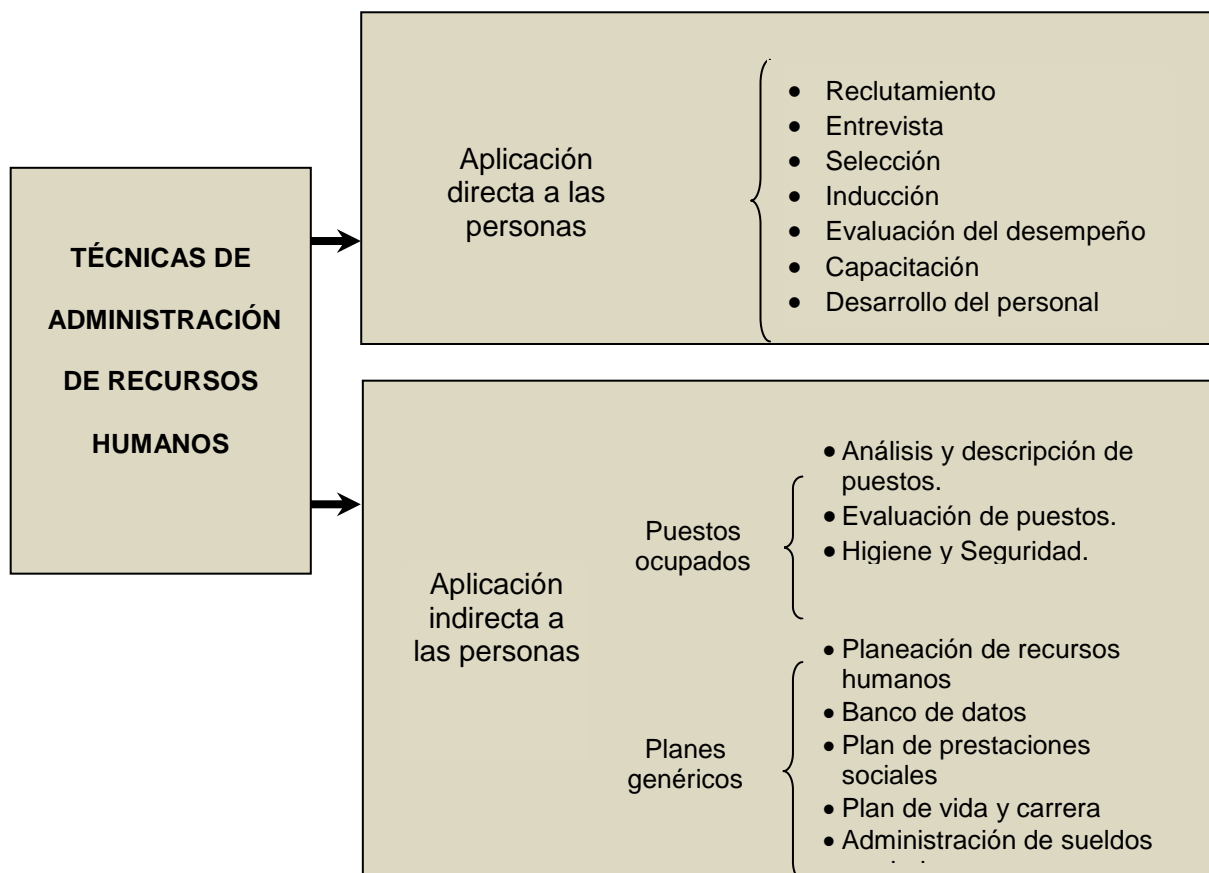 TÉCNICAS DE
ADMINISTRACIÓN
DE RECURSOS
HUMANOS
Aplicación
directa a las
personas
• Reclutamiento
• Entrevista
• Selección
• Inducción
• Evaluación del desempeño
• Capacitación
• Desarrollo del personal
Aplicación
indirecta a
las personas
Puestos
ocupados
• Análisis y descripción de
puestos.
• Evaluación de puestos.
• Higiene y Seguridad.
Planes
genéricos
• Planeación de recursos
humanos
• Banco de datos
• Plan de prestaciones
sociales
• Plan de vida y carrera
• Administración de sueldos